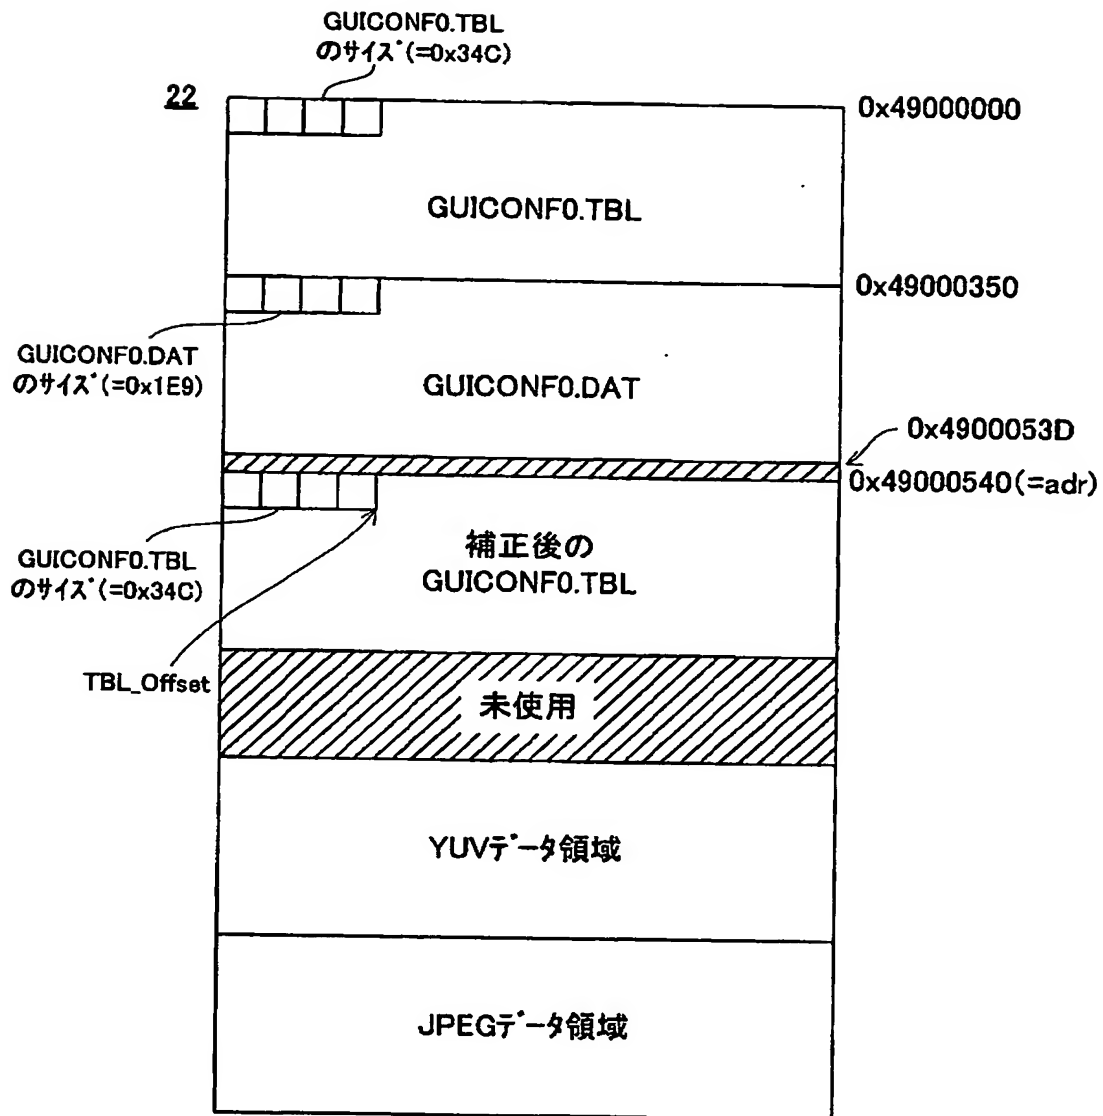 GUICONF0.TBL
のサイズ(=0x34C)
22
0x49000000
GUICONF0.TBL
0x49000350
GUICONF0.DAT
のサイズ(=0x1E9)
GUICONF0.DAT
0x4900053D
0x49000540(=adr)
GUICONF0.TBL
のサイズ(=0x34C)
補正後の
GUICONF0.TBL
TBL_Offset
未使用
YUVデータ領域
JPEGデータ領域